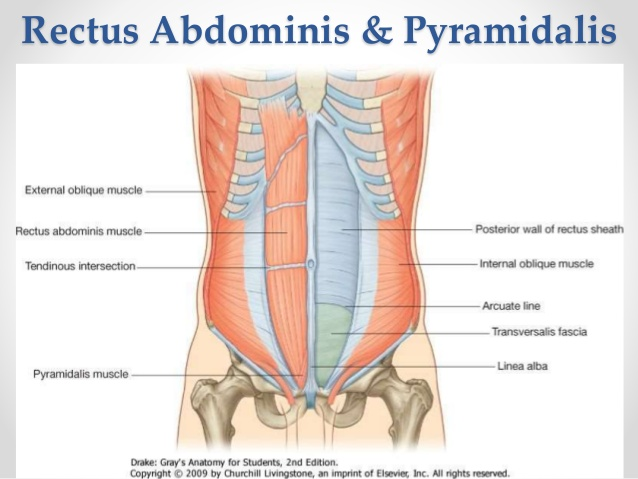 Rectus Abdominis & Pyramidalis
External oblique muscle
Rectus abdominis muscle
Tendinous intersection
Pyramidalis muscle
Posterior wall of rectus sheath
Internal oblique muscle
Arcuate line
Transversalis fascia
Linea alba
Drake: Gray's Anatomy for Students, 2nd Edition.
Copyright © 2009 by Churchill Livingstone, an imprint of Elsevier, Inc. All rights reserved.